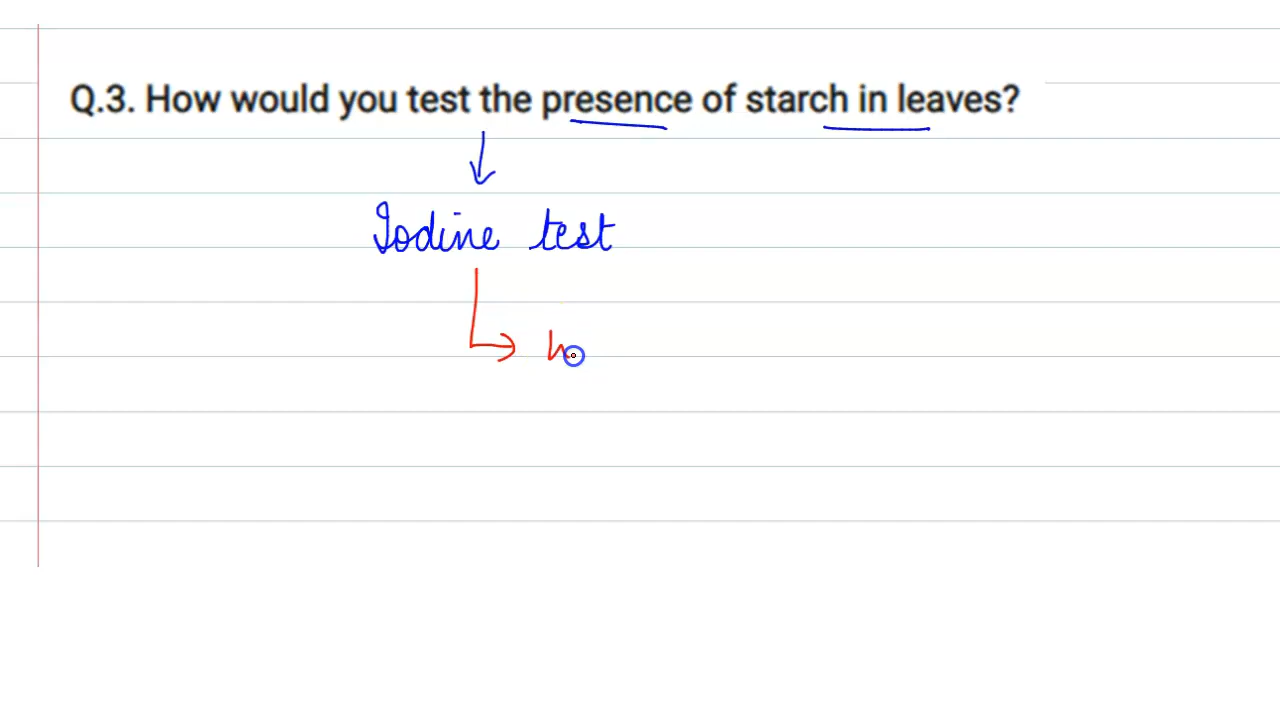 Q.3. How would you test the presence of starch in leaves?
Iodine test